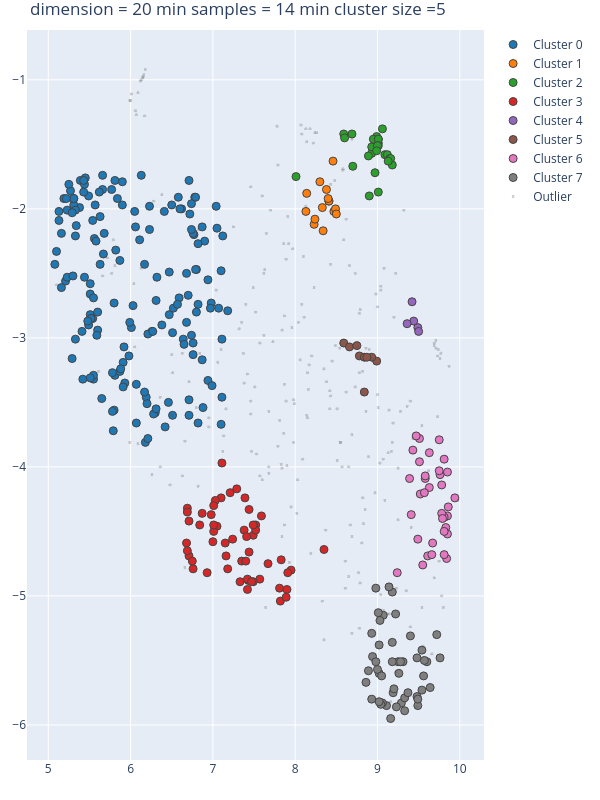 dimension = 20 min samples = 14 min cluster size =5
Cluster 0
Cluster 1
Cluster 2
Cluster 3
Cluster 4
Cluster 5
Cluster 6
Cluster 7
Outlier
−1
−2
−3
−4
−5
−6
5 6 7 8 9 10